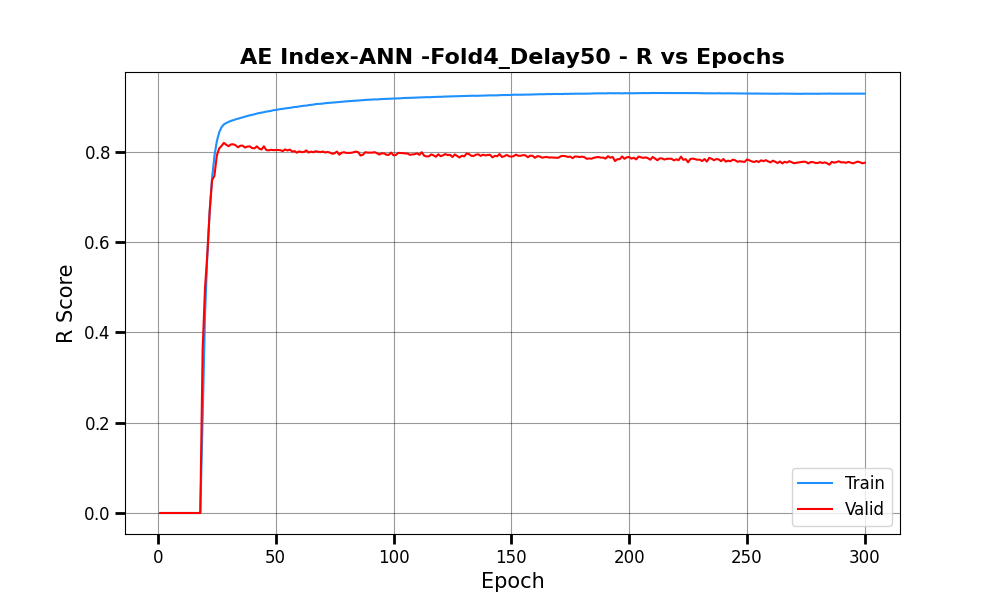 AE Index-ANN -Fold4_Delay50 - R vs Epochs
R Score
0.8
0.6
0.4
0.2
0.0
0 50 100 150 200 250 300
Epoch
Train
Valid